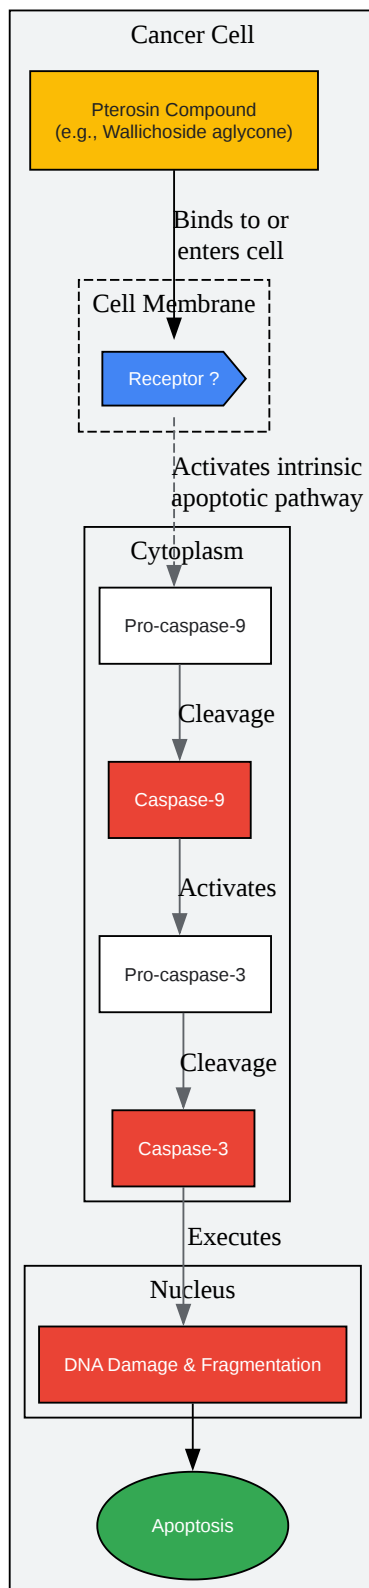 Cancer Cell
Pterosin Compound
(e.g., Wallichoside aglycone)
Binds to or
enters cell
Cell Membrane
Receptor ?
Activates intrinsic
apoptotic pathway
Cytoplasm
Pro-caspase-9
Cleavage
Caspase-9
Activates
Pro-caspase-3
Cleavage
Caspase-3
Executes
Nucleus
DNA Damage & Fragmentation
Apoptosis